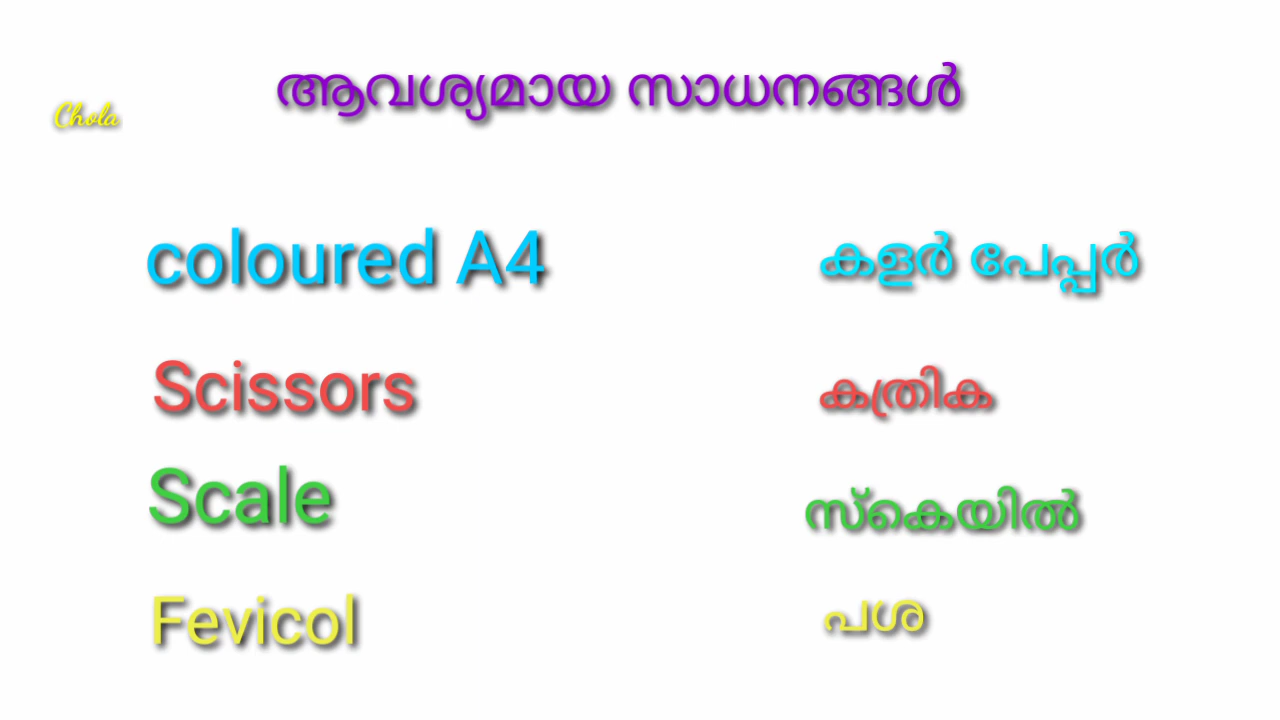 ആവശ്യമായ സാധനങ്ങൾ
Chola
coloured A4 കളർ പേപ്പർ
Scissors കത്രിക
Scale സ്കെയിൽ
Fevicol പശ